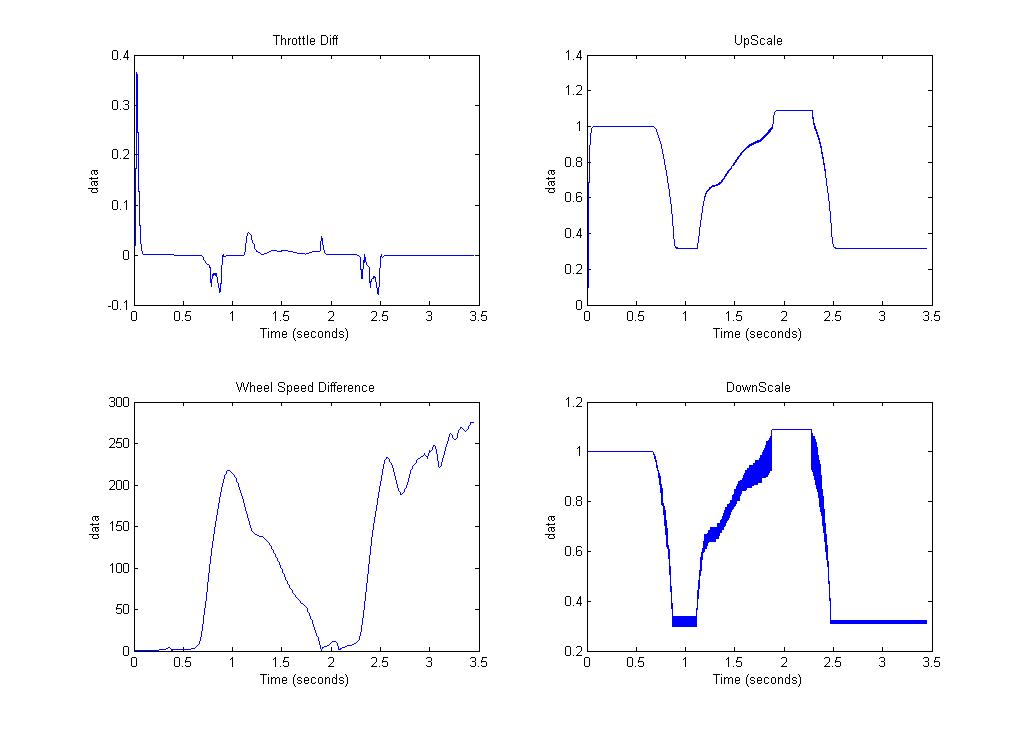 Throttle Diff
0.4
0.3
0.2
0.1
0
-0.1
data
0 0.5 1 1.5 2 2.5 3 3.5
Time (seconds)
UpScale
1.4
1.2
1
0.8
0.6
0.4
0.2
0
data
0 0.5 1 1.5 2 2.5 3 3.5
Time (seconds)
Wheel Speed Difference
300
250
200
150
100
50
0
data
0 0.5 1 1.5 2 2.5 3 3.5
Time (seconds)
DownScale
1.2
1
0.8
0.6
0.4
0.2
data
0 0.5 1 1.5 2 2.5 3 3.5
Time (seconds)